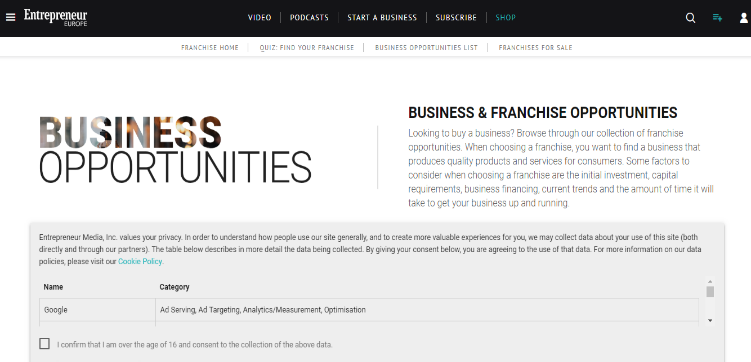 Entrepreneur
EUROPE
VIDEO
PODCASTS
START A BUSINESS
SUBSCRIBE
SHOP
FRANCHISE HOME
QUIZ: FIND YOUR FRANCHISE
BUSINESS OPPORTUNITIES LIST
FRANCHISES FOR SALE
BUSINESS
OPPORTUNITIES
BUSINESS & FRANCHISE OPPORTUNITIES
Looking to buy a business? Browse through our collection of franchise
opportunities. When choosing a franchise, you want to find a business that
produces quality products and services for consumers. Some factors to
consider when choosing a franchise are the initial investment, capital
requirements, business financing, current trends and the amount of time it will
take to get your business up and running.
Entrepreneur Media, Inc. values your privacy. In order to understand how people use our site generally, and to create more valuable experiences for you, we may collect data about your use of this site (both
directly and through our partners). The table below describes in more detail the data being collected. By giving your consent below, you are agreeing to the use of that data. For more information on our data
policies, please visit our Cookie Policy.
Name Category
Google Ad Serving, Ad Targeting, Analytics/Measurement, Optimisation
I confirm that I am over the age of 16 and consent to the collection of the above data.